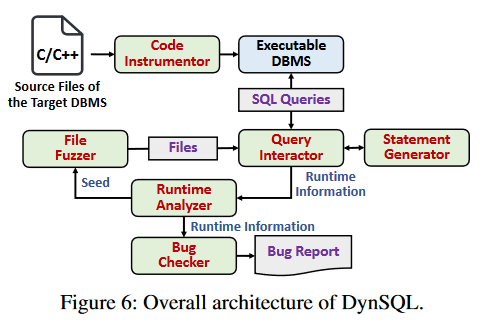 C/C++
Source Files of
the Target DBMS
Code
Instrumentor
Executable
DBMS
SQL Queries
File
Fuzzer
Files
Query
Interactor
Statement
Generator
Seed
Runtime
Analyzer
Runtime
Information
Runtime Information
Bug
Checker
Bug Report
Figure 6: Overall architecture of DynSQL.